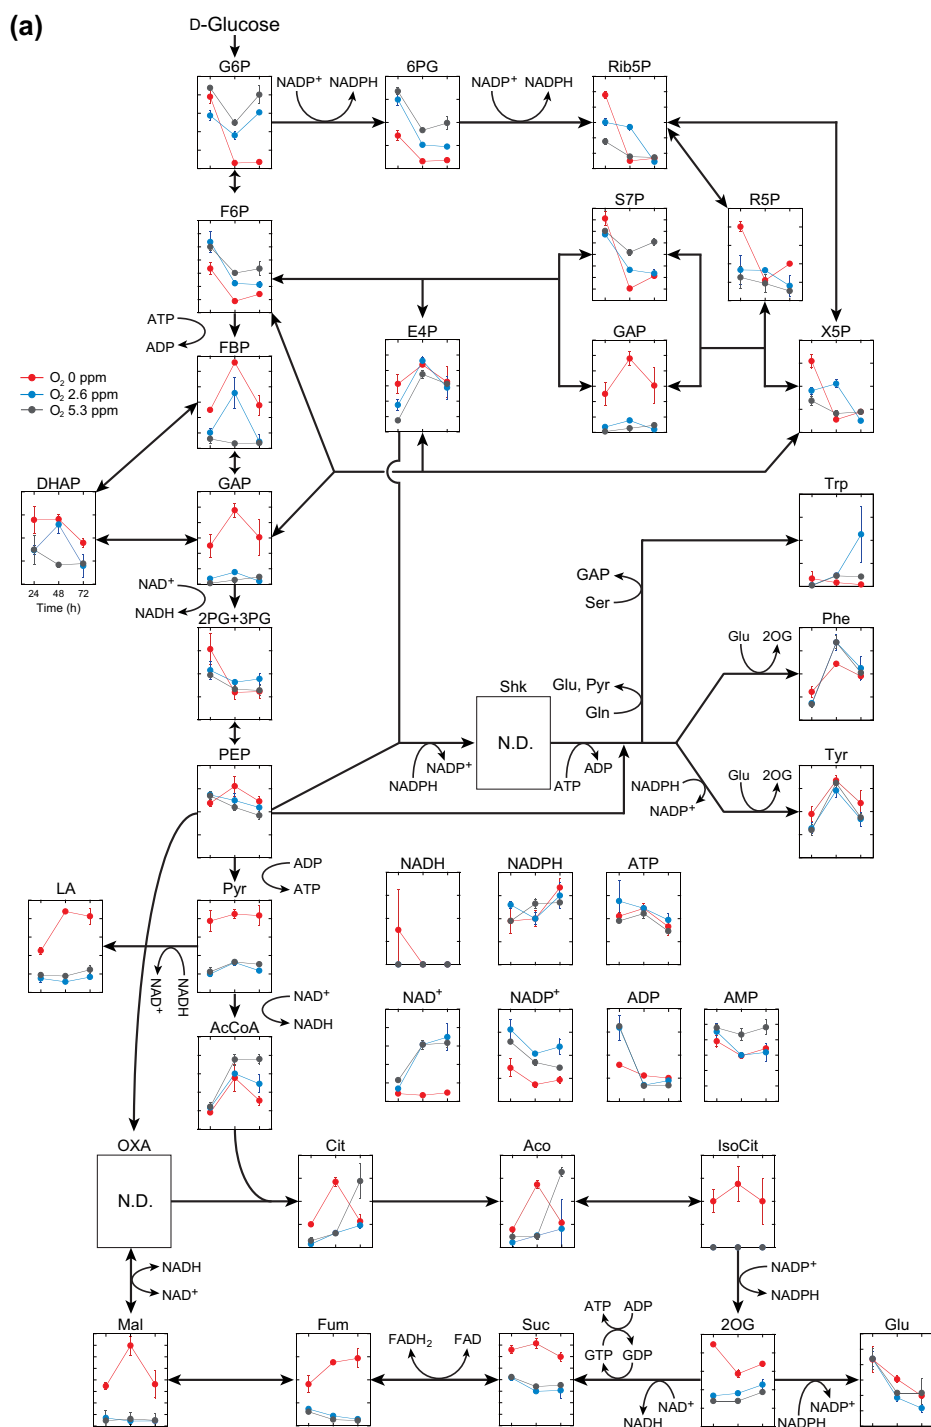 (a)
D-Glucose
G6P
NADP+
NADPH
6PG
NADP+
NADPH
Rib5P
F6P
S7P
R5P
ATP
ADP
FBP
E4P
GAP
X5P
O2 0 ppm
O2 2.6 ppm
O2 5.3 ppm
DHAP
GAP
Trp
24 48 72
Time (h)
NAD+
NADH
GAP
Ser
2PG+3PG
Phe
Glu 2OG
Shk
Glu, Pyr
Gln
N.D.
PEP
NADPH
NADP+
ATP
ADP
NADPH
NADP+
Glu 2OG
Tyr
ADP
ATP
LA
Pyr
NADH
NADPH
ATP
NAD+
NADH
NAD+
NADH
AcCoA
NAD+
NADP+
ADP
AMP
OXA
N.D.
Cit
Aco
IsoCit
NADH
NAD+
NADP+
NADPH
Mal
Fum
FADH2
FAD
Suc
ATP ADP
GTP GDP
NADH
NAD+
2OG
NADPH
NADP+
Glu